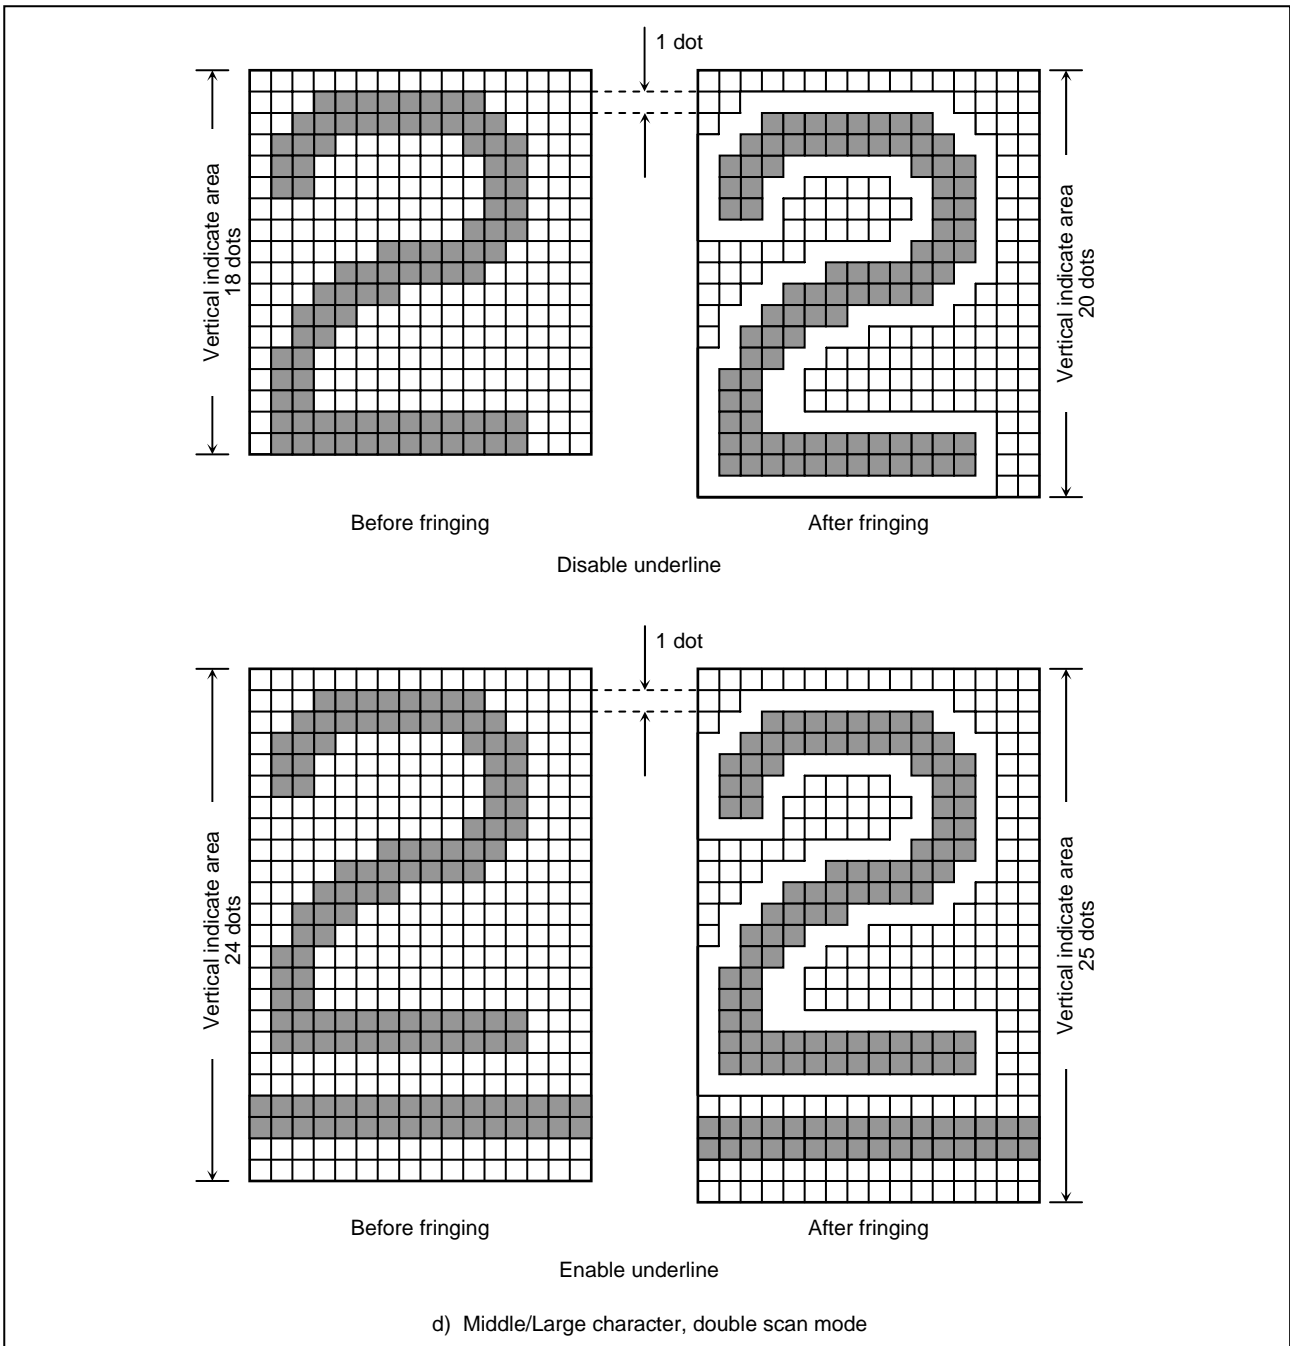 1 dot
Vertical indicate area
18 dots
Vertical indicate area
20 dots
Before fringing
After fringing
Disable underline
1 dot
Vertical indicate area
24 dots
Vertical indicate area
25 dots
Before fringing
After fringing
Enable underline
d) Middle/Large character, double scan mode